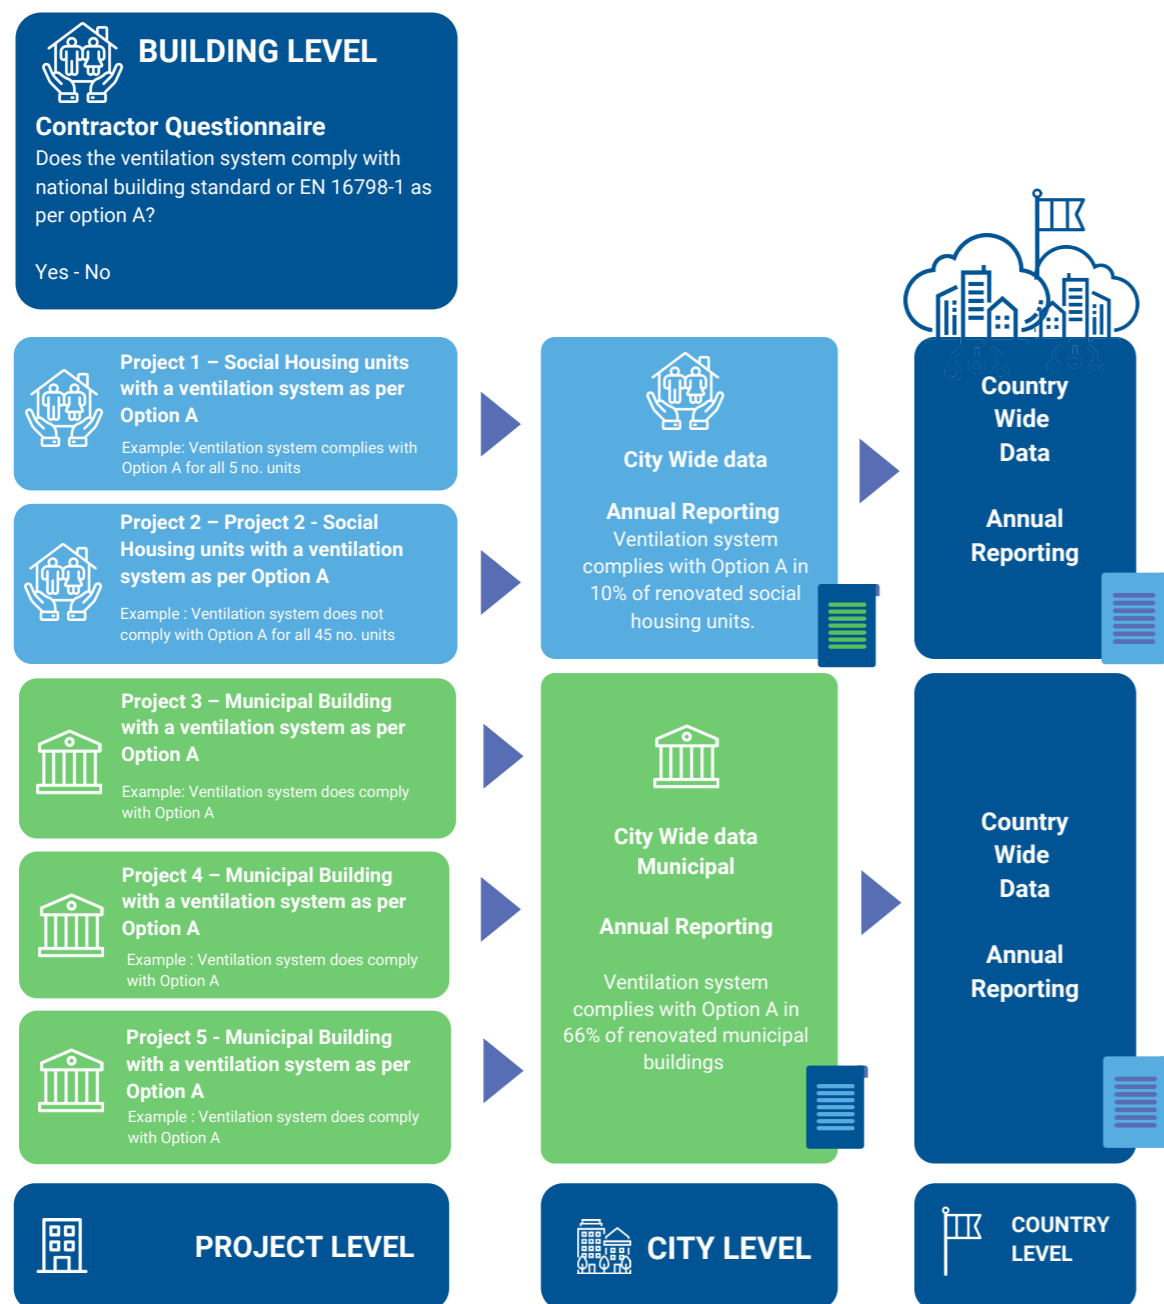 BUILDING LEVEL
Contractor Questionnaire
Does the ventilation system comply with
national building standard or EN 16798-1 as
per option A?
Yes - No
Project 1 – Social Housing units
with a ventilation system as per
Option A
Example: Ventilation system complies with
Option A for all 5 no. units
Project 2 – Project 2 - Social
Housing units with a ventilation
system as per Option A
Example : Ventilation system does not
comply with Option A for all 45 no. units
City Wide data
Annual Reporting
Ventilation system
complies with Option A in
10% of renovated social
housing units.
Country
Wide
Data
Annual
Reporting
Project 3 – Municipal Building
with a ventilation system as per
Option A
Example: Ventilation system does comply
with Option A
Project 4 – Municipal Building
with a ventilation system as per
Option A
Example : Ventilation system does comply
with Option A
Project 5 - Municipal Building
with a ventilation system as per
Option A
Example : Ventilation system does comply
with Option A
City Wide data
Municipal
Annual Reporting
Ventilation system
complies with Option A in
66% of renovated municipal
buildings
Country
Wide
Data
Annual
Reporting
PROJECT LEVEL
CITY LEVEL
COUNTRY
LEVEL